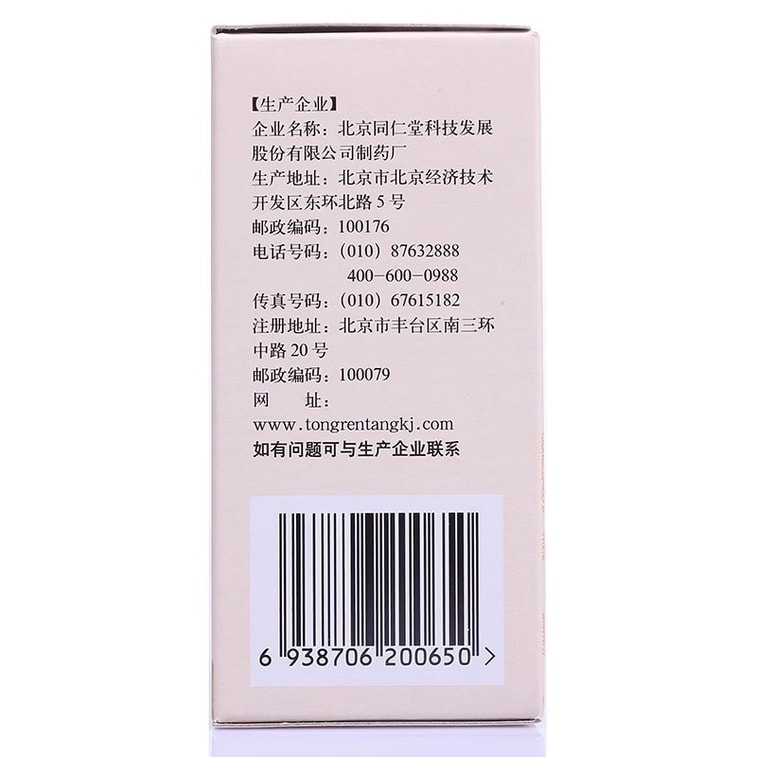 【生产企业】
企业名称：北京同仁堂科技发展
股份有限公司制药厂
生产地址：北京市北京经济技术
开发区东环北路5号
邮政编码：100176
电话号码：(010) 87632888
400-600-0988
传真号码：(010) 67615182
注册地址：北京市丰台区南三环
中路20号
邮政编码：100079
网 址：
www.tongrentangkj.com
如有问题可与生产企业联系
6 938706 200650 >